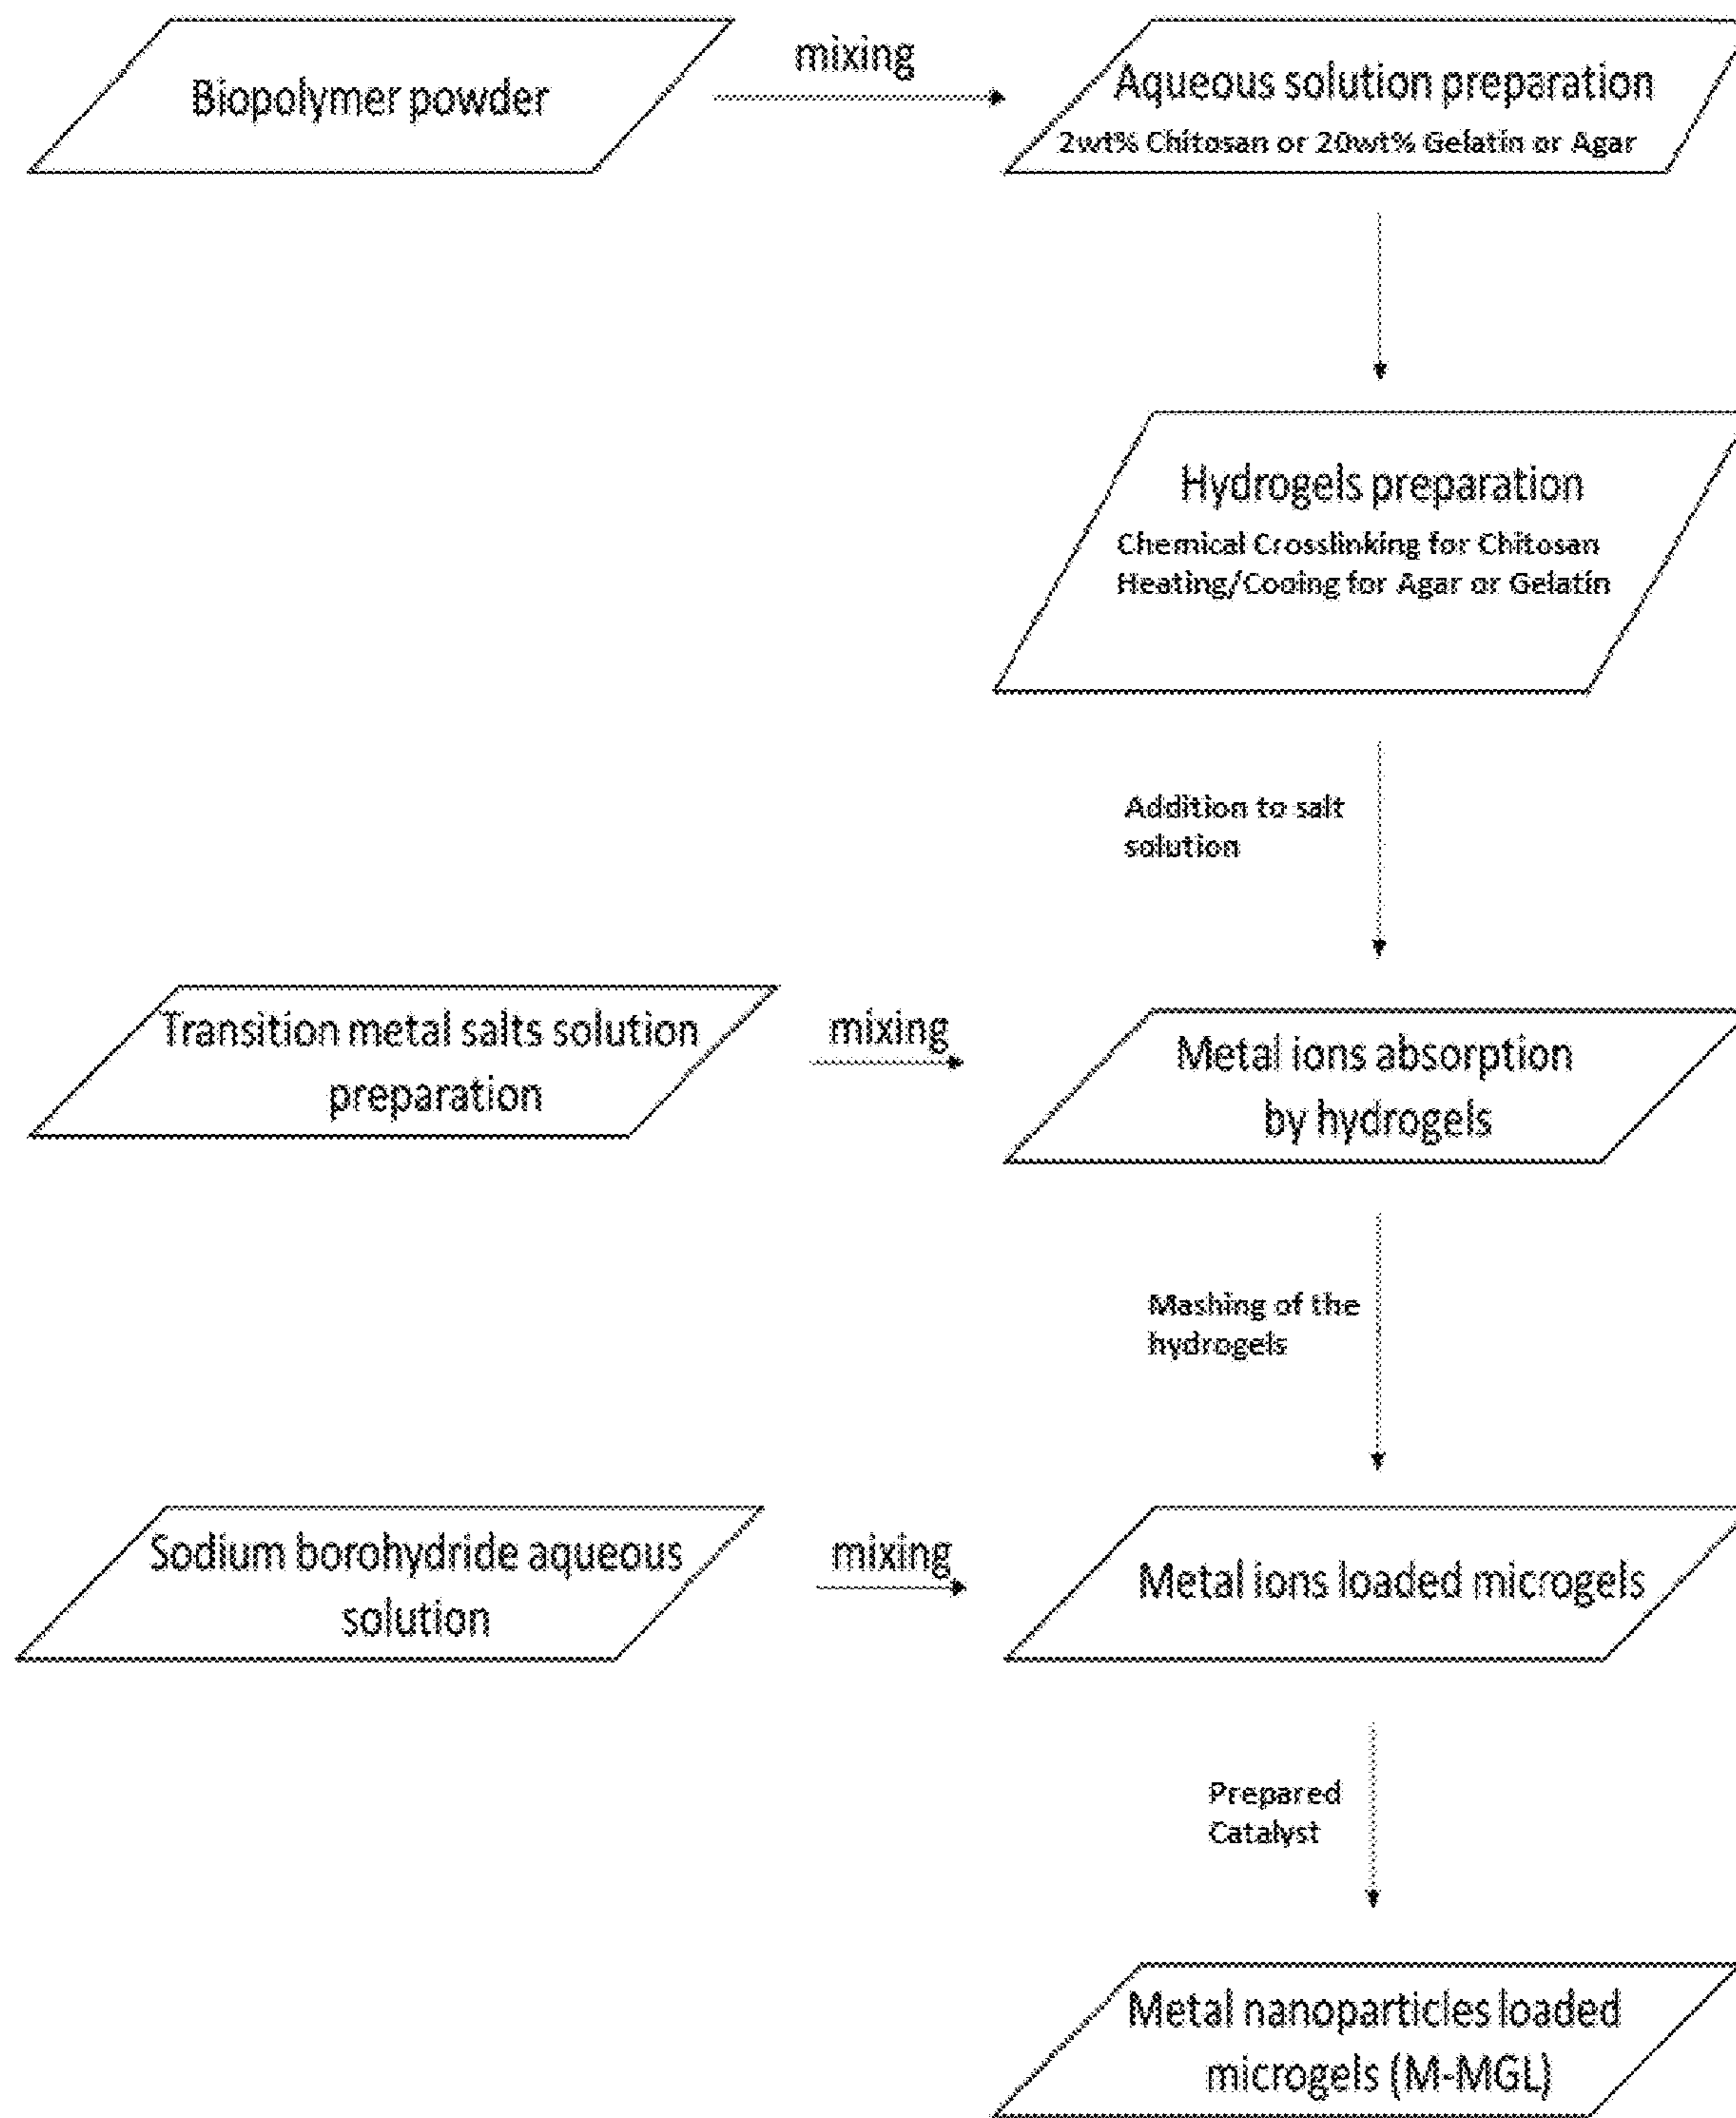 Biopolymer powder
mixing
Aqueous solution preparation
2wt% Chitosan or 20wt% Gelatin or Agar
Hydrogels preparation
Chemical Crosslinking for Chitosan
Heating/Cooing for Agar or Gelatin
Addition to salt
solution
Transition metal salts solution
preparation
mixing
Metal ions absorption
by hydrogels
Mashing of the
hydrogels
Sodium borohydride aqueous
solution
mixing
Metal ions loaded microgels
Prepared
Catalyst
Metal nanoparticles loaded
microgels (M-MGL)